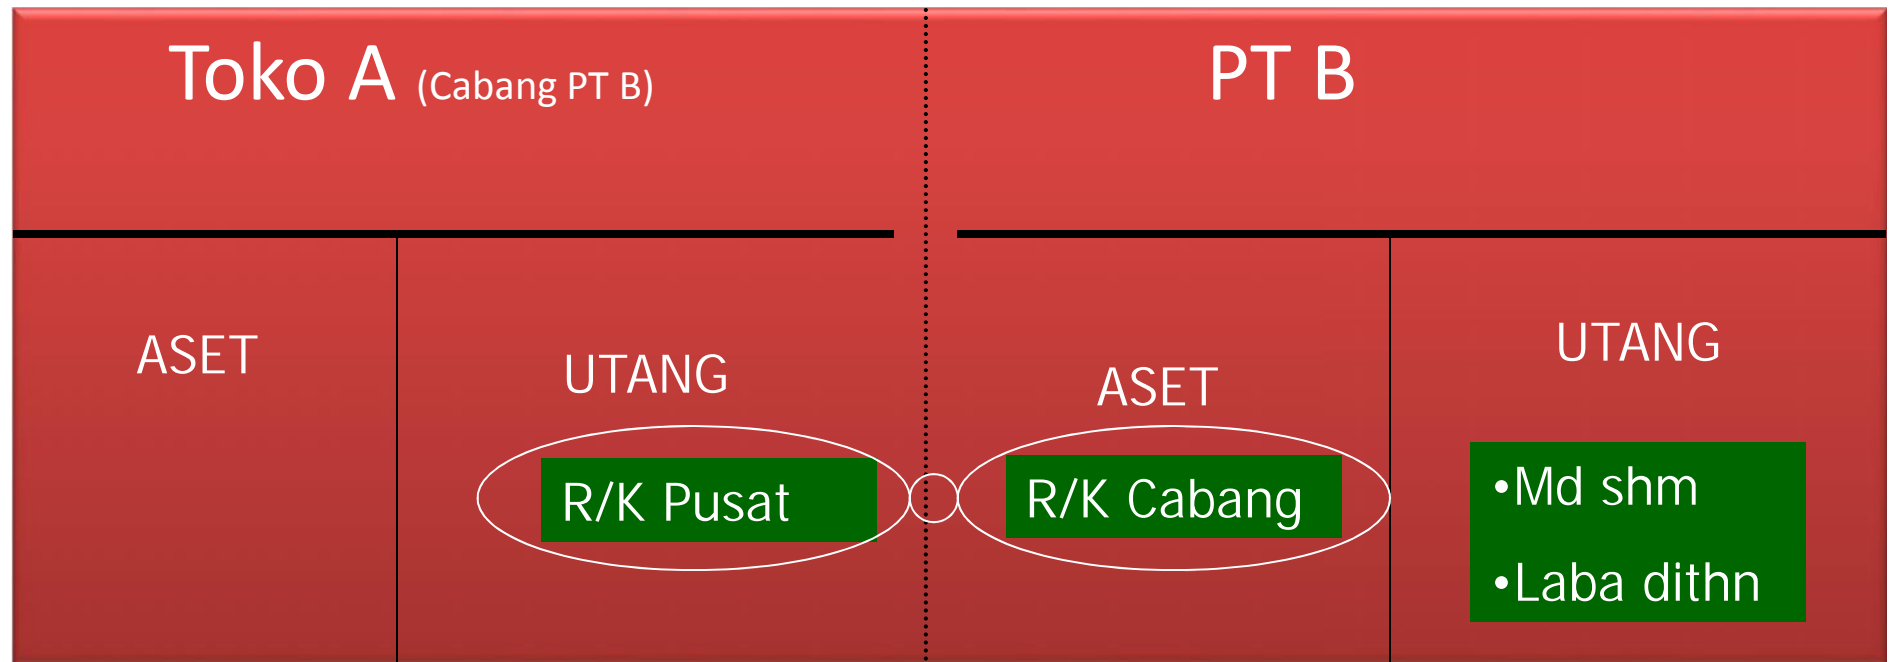 Toko A (Cabang PT B)
PT B
ASET
UTANG
R/K Pusat
ASET
R/K Cabang
UTANG
•Md shm
•Laba dithn